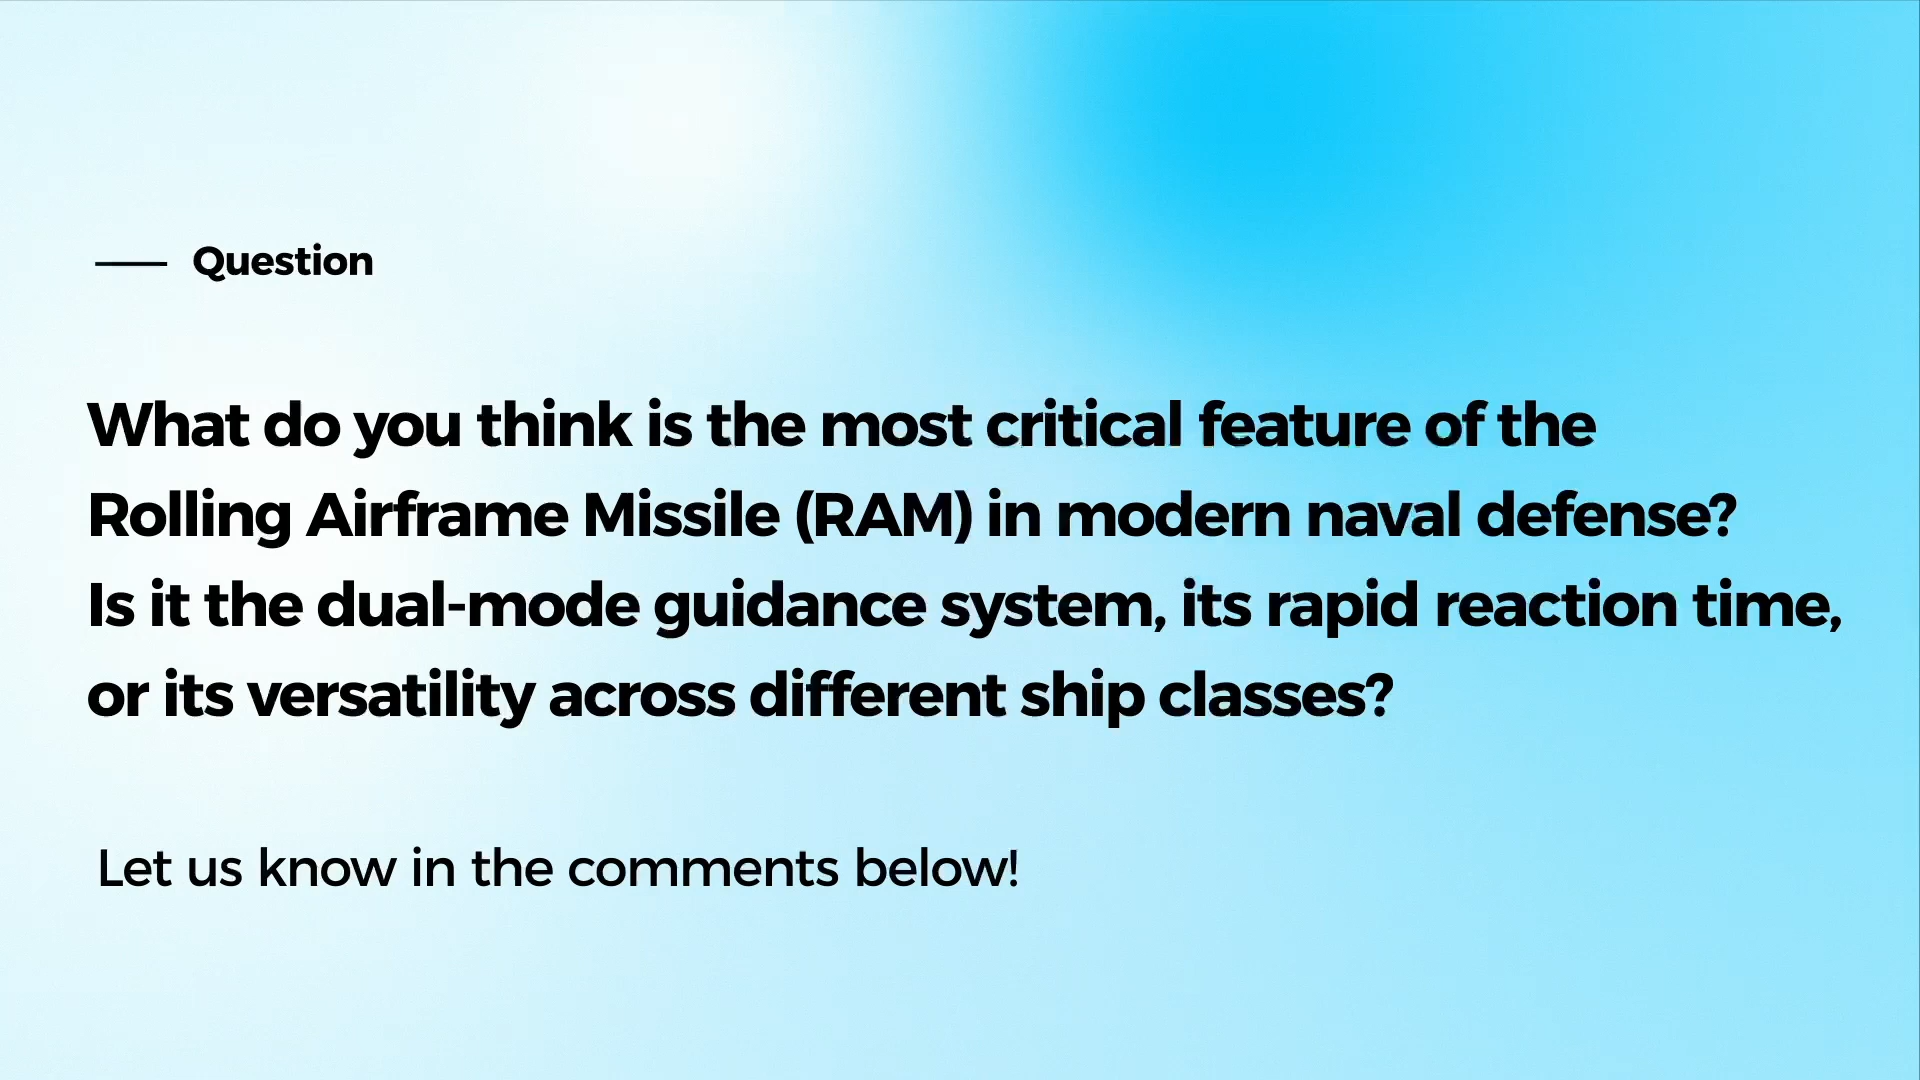 Question
What do you think is the most critical feature of the
Rolling Airframe Missile (RAM) in modern naval defense?
Is it the dual-mode guidance system, its rapid reaction time,
or its versatility across different ship classes?
Let us know in the comments below!